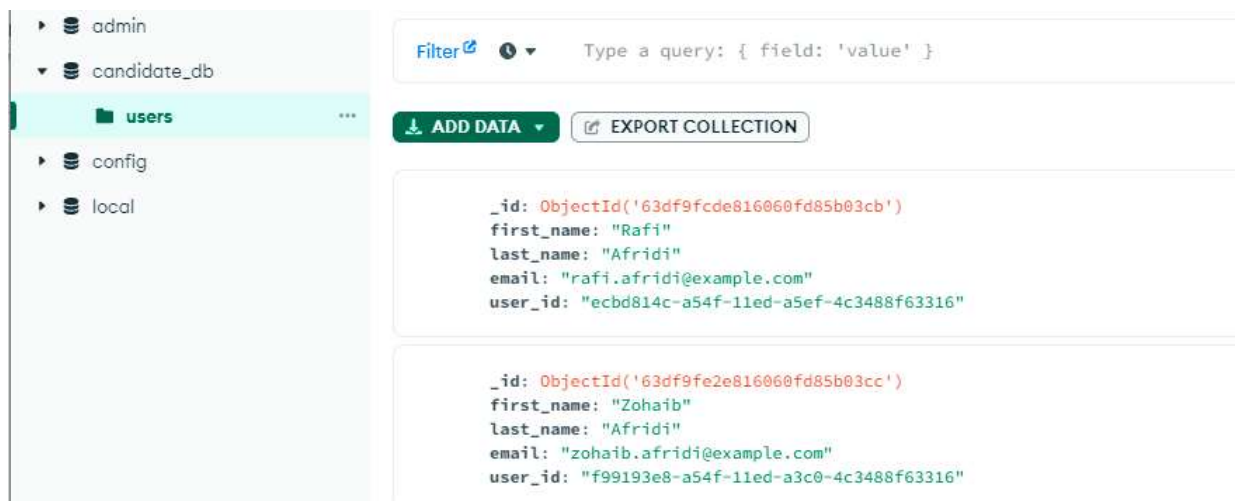 admin
candidate_db
users
config
local
Filter
Type a query: { field: 'value' }
ADD DATA
EXPORT COLLECTION
_id: ObjectId('63df9fcde816060fd85b03cb')
first_name: "Rafi"
last_name: "Afridi"
email: "rafi.afridi@example.com"
user_id: "ecbd814c-a54f-11ed-a5ef-4c3488f63316"
_id: ObjectId('63df9fe2e816060fd85b03cc')
first_name: "Zohaib"
last_name: "Afridi"
email: "zohaib.afridi@example.com"
user_id: "f99193e8-a54f-11ed-a3c0-4c3488f63316"